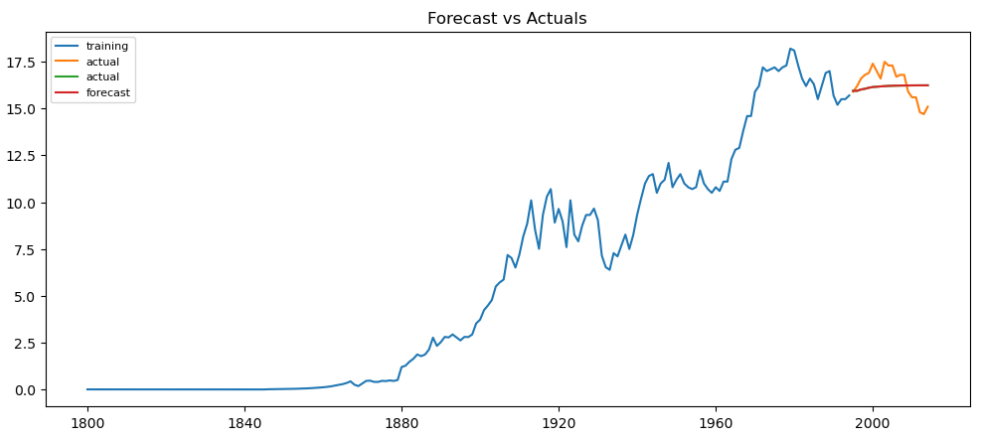 Forecast vs Actuals
training
actual
actual
forecast
17.5
15.0
12.5
10.0
7.5
5.0
2.5
0.0
1800 1840 1880 1920 1960 2000